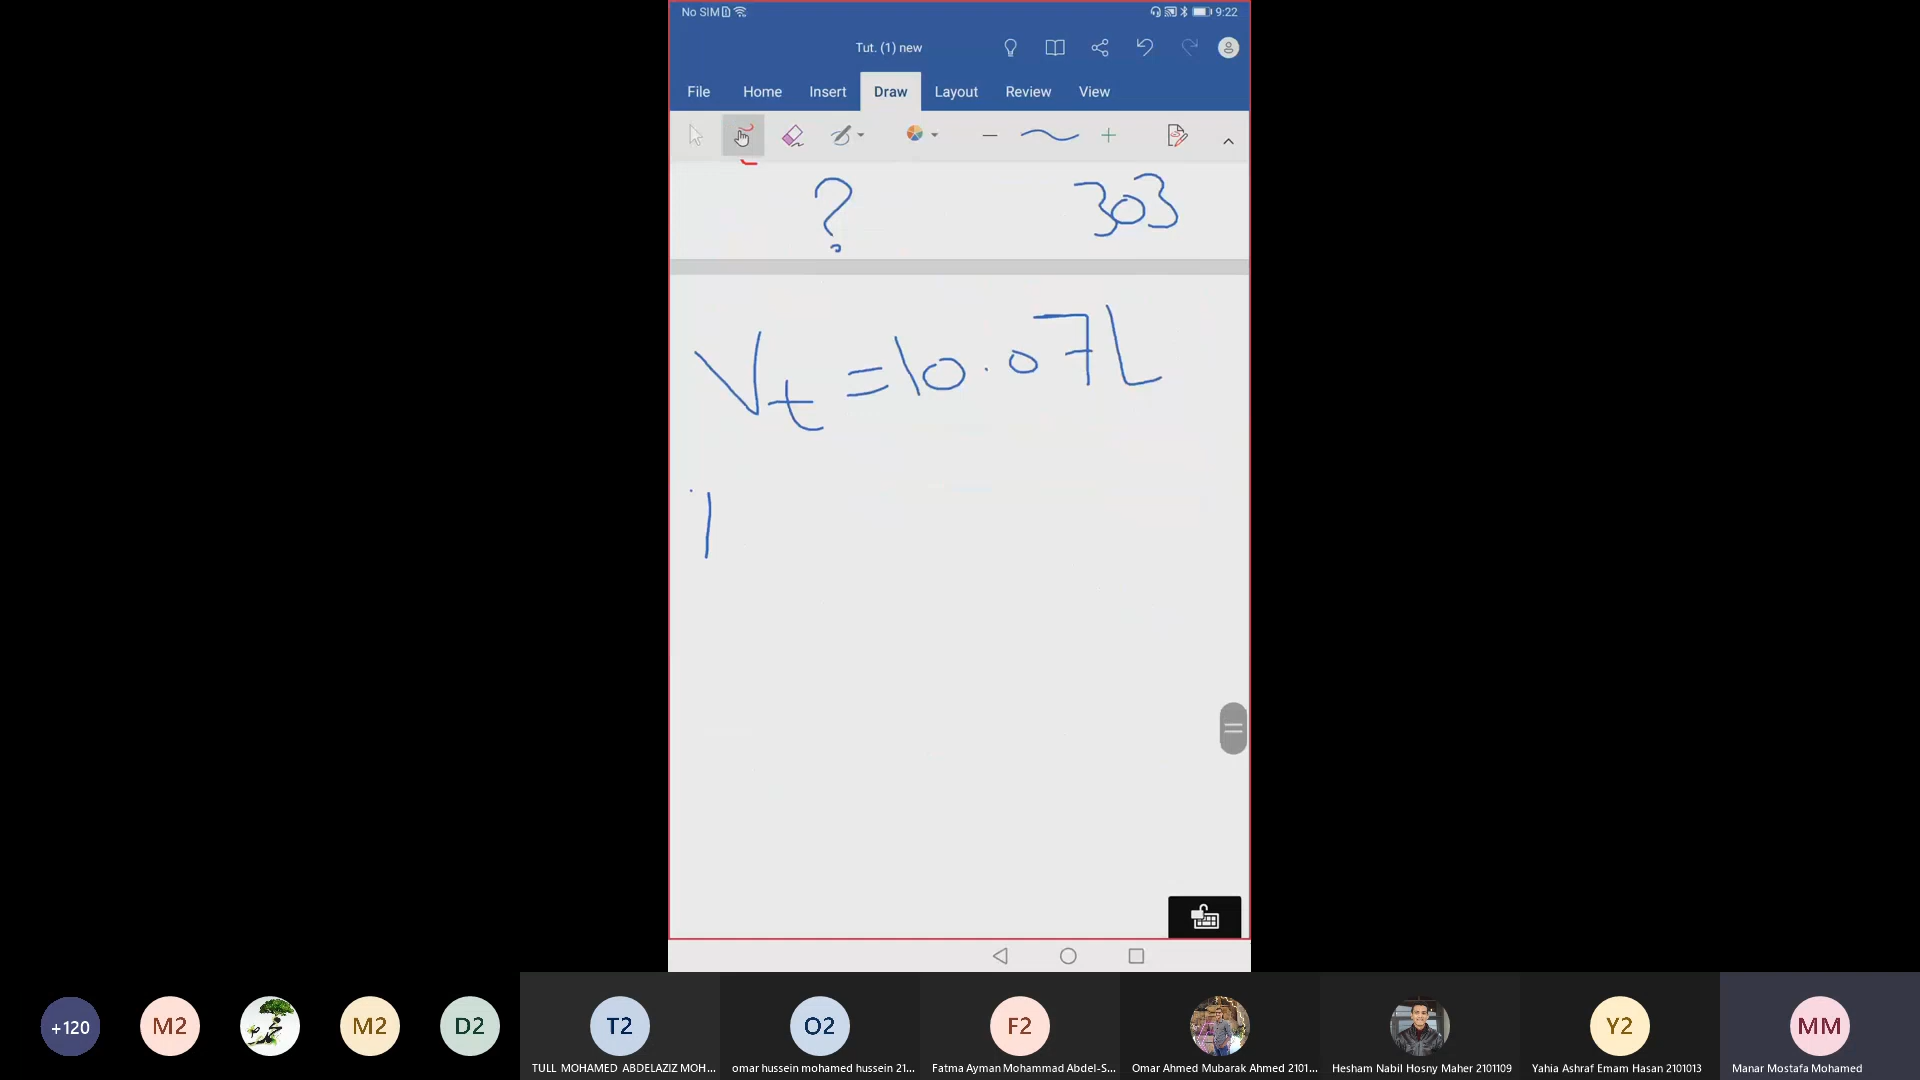 No SIM 9:22
Tut. (1) new
File Home Insert Draw Layout Review View
? 303
Vt = 10.07 L
+120 M2 M2 D2 T2 O2 F2 Y2 MM
TULL MOHAMED ABDELAZIZ MOH... omar hussein mohamed hussein 21... Fatma Ayman Mohammad Abdel-S... Omar Ahmed Mubarak Ahmed 2101... Hesham Nabil Hosny Maher 2101109 Yahia Ashraf Emam Hasan 2101013 Manar Mostafa Mohamed